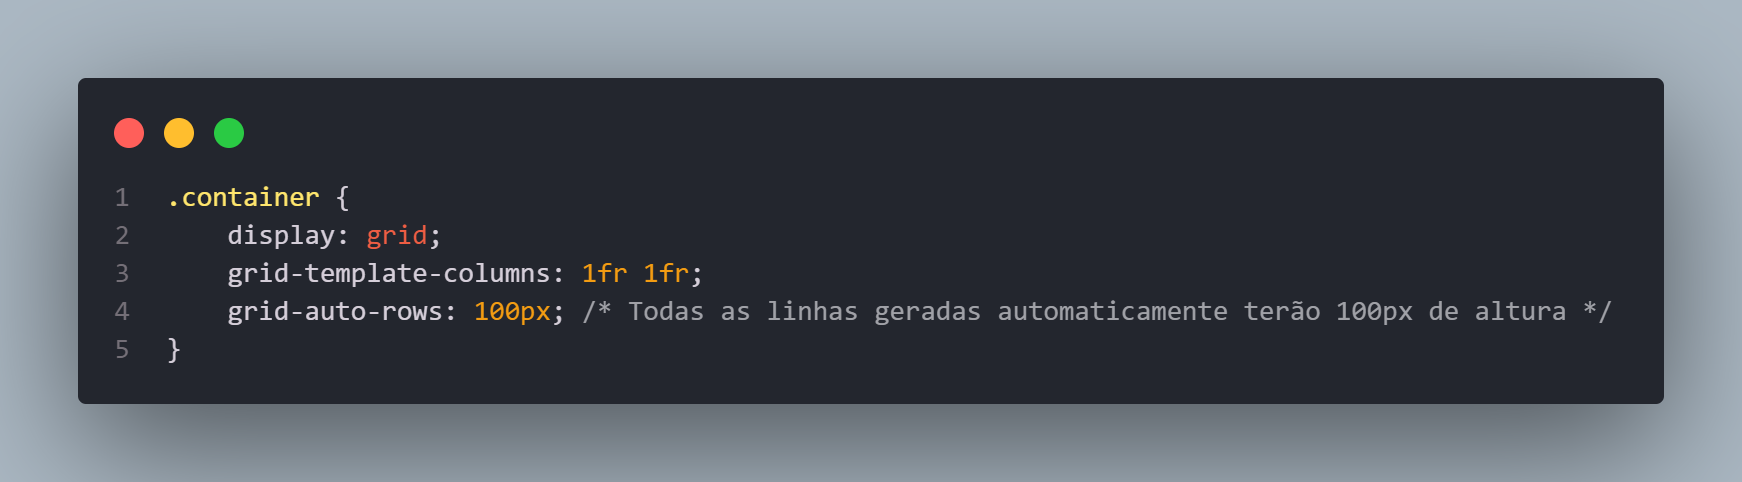 1 .container {
2 display: grid;
3 grid-template-columns: 1fr 1fr;
4 grid-auto-rows: 100px; /* Todas as linhas geradas automaticamente terão 100px de altura */
5 }